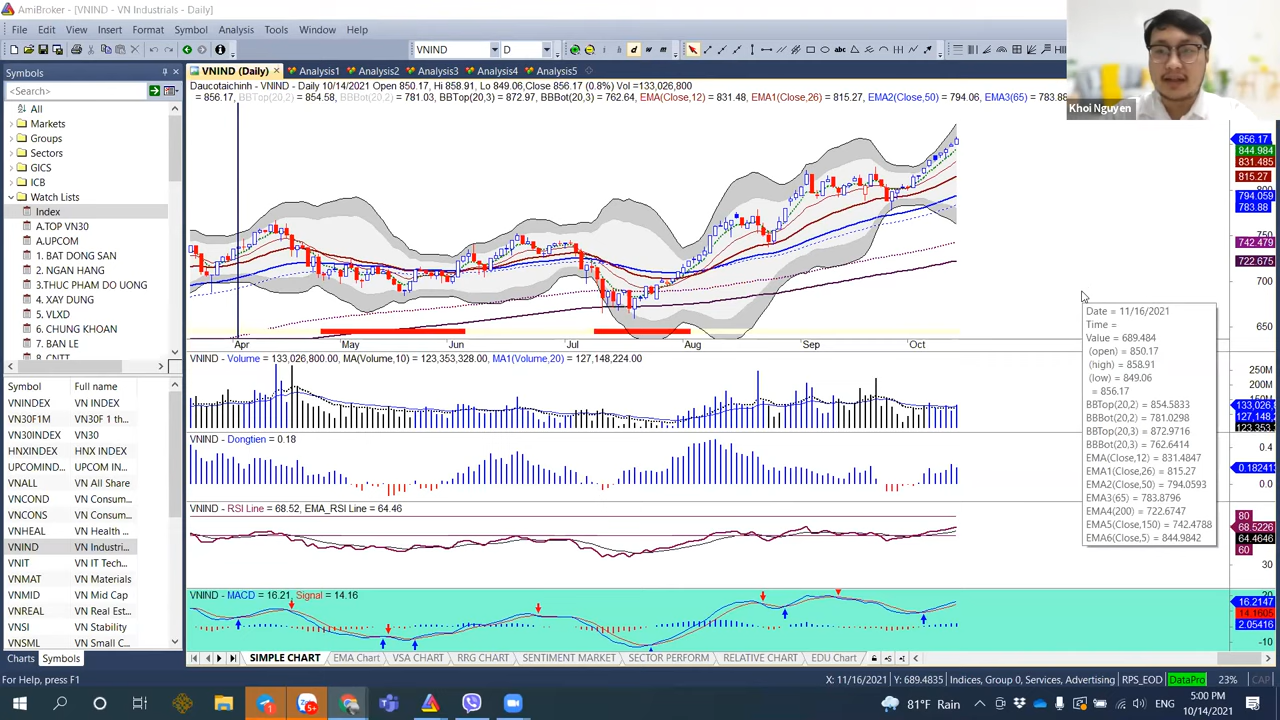 AmiBroker - [VNIND - VN Industrials - Daily]
File Edit View Insert Format Symbol Analysis Tools Window Help
VNIND D
Symbols
VNIND (Daily) Analysis1 Analysis2 Analysis3 Analysis4 Analysis5
<Search>
All
Markets
Groups
Sectors
GICS
ICB
Watch Lists
Index
A.TOP VN30
A.UPCOM
1. BAT DONG SAN
2. NGAN HANG
3.THUC PHAM DO UONG
4. XAY DUNG
5. VLXD
6. CHUNG KHOAN
7. BAN LE
8. CNTT
Symbol Full name
VNINDEX VN INDEX
VN30F1M VN30F 1 th...
VN30INDEX VN30
HNX INDEX HNX INDEX
UPCOMIND... UPCOM IN...
VNALL VN All Share
VNCOND VN Consum...
VNCONS VN Consum...
VNHEAL VN Health ...
VNIND VN Industri...
VNIT VN IT Tech...
VNMAT VN Materials
VNMID VN Mid Cap
VNREAL VN Real Est...
VNSI VN Stability
VNSML VN Small C...
Charts Symbols
Daucotaichinh - VNIND - Daily 10/14/2021 Open 850.17, Hi 858.91, Lo 849.06,Close 856.17 (0.8%) Vol =133,026,800
= 856.17, BBTop(20,2) = 854.58, BBBot(20,2) = 781.03, BBTop(20,3) = 872.97, BBBot(20,3) = 762.64, EMA(Close,12) = 831.48, EMA1(Close,26) = 815.27, EMA2(Close,50) = 794.06, EMA3(65) = 783.88
Khoi Nguyen
856.17
844.984
831.485
815.27
800
794.059
783.88
742.479
722.675
700
650
Apr May Jun Jul Aug Sep Oct
Date = 11/16/2021
Time =
Value = 689.484
(open) = 850.17
(high) = 858.91
(low) = 849.06
= 856.17
BBTop(20,2) = 854.5833
BBBot(20,2) = 781.0298
BBTop(20,3) = 872.9716
BBBot(20,3) = 762.6414
EMA(Close,12) = 831.4847
EMA1(Close,26) = 815.27
EMA2(Close,50) = 794.0593
EMA3(65) = 783.8796
EMA4(200) = 722.6747
EMA5(Close,150) = 742.4788
EMA6(Close,5) = 844.9842
VNIND - Volume = 133,026,800.00, MA(Volume,10) = 123,353,328.00, MA1(Volume,20) = 127,148,224.00
250M
200M
133,026
127,148
123,353
VNIND - Dongtien = 0.18
0.4
0.182413
0.0
VNIND - RSI Line = 68.52, EMA_RSI Line = 64.46
80
68.5226
64.4646
60
30
VNIND - MACD = 16.21, Signal = 14.16
20
16.2147
14.1605
2.05416
-10
SIMPLE CHART EMA Chart VSA CHART RRG CHART SENTIMENT MARKET SECTOR PERFORM RELATIVE CHART EDU Chart
For Help, press F1 X: 11/16/2021 Y: 689.4835 Indices, Group 0, Services, Advertising RPS_EOD DataPro 23% CAP
81°F Rain
5:00 PM
10/14/2021